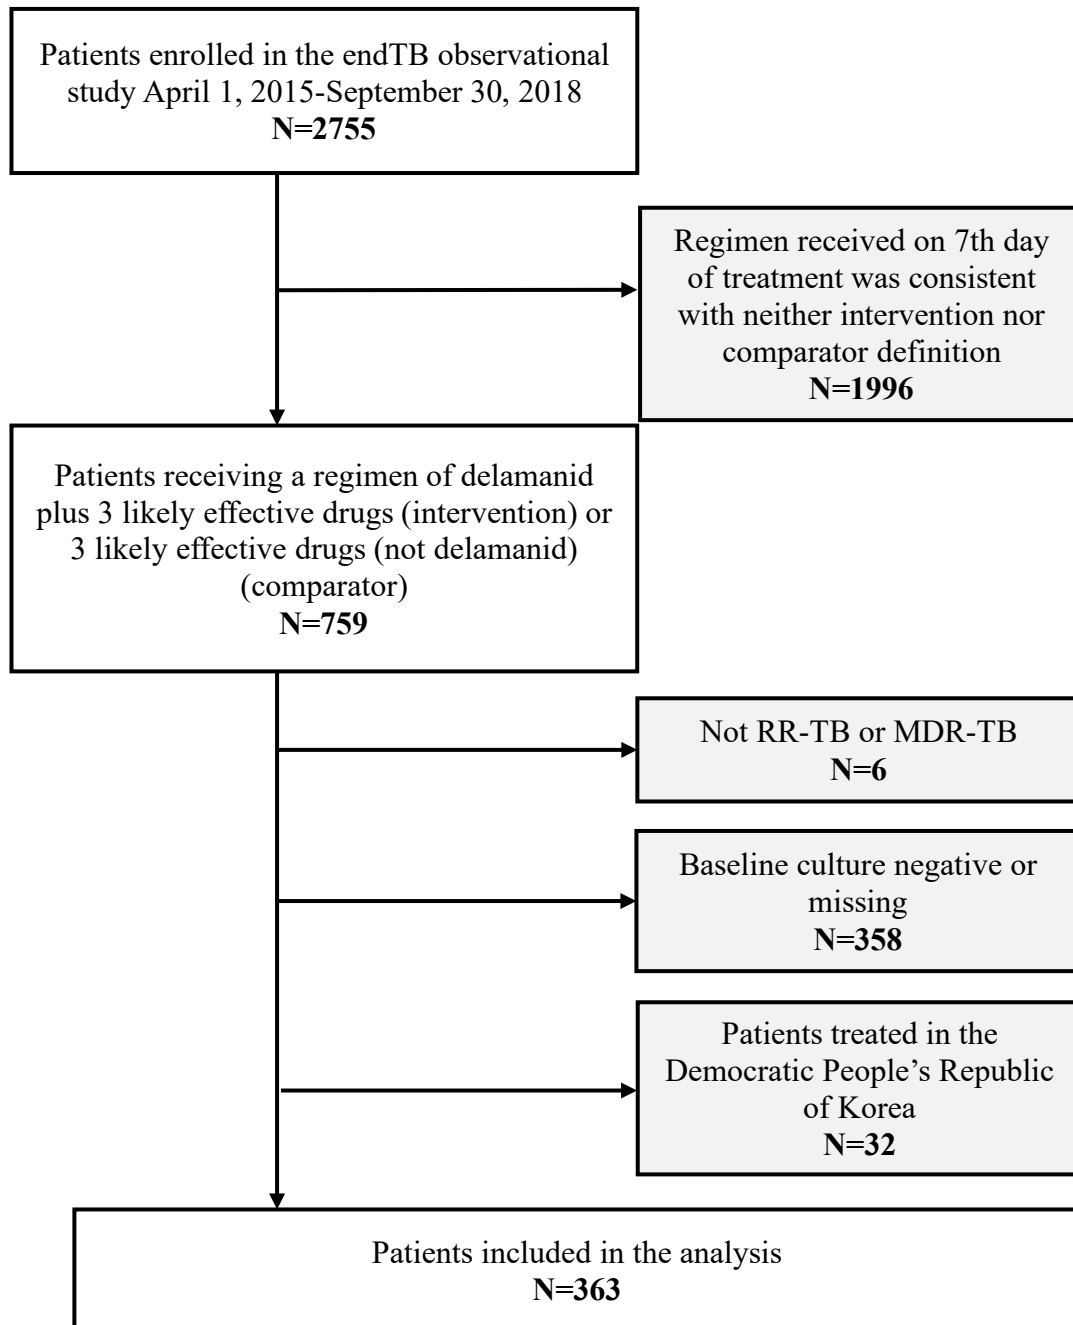 Patients enrolled in the endTB observational
study April 1, 2015-September 30, 2018
N=2755
Regimen received on 7th day
of treatment was consistent
with neither intervention nor
comparator definition
N=1996
Patients receiving a regimen of delamanid
plus 3 likely effective drugs (intervention) or
3 likely effective drugs (not delamanid)
(comparator)
N=759
Not RR-TB or MDR-TB
N=6
Baseline culture negative or
missing
N=358
Patients treated in the
Democratic People’s Republic
of Korea
N=32
Patients included in the analysis
N=363